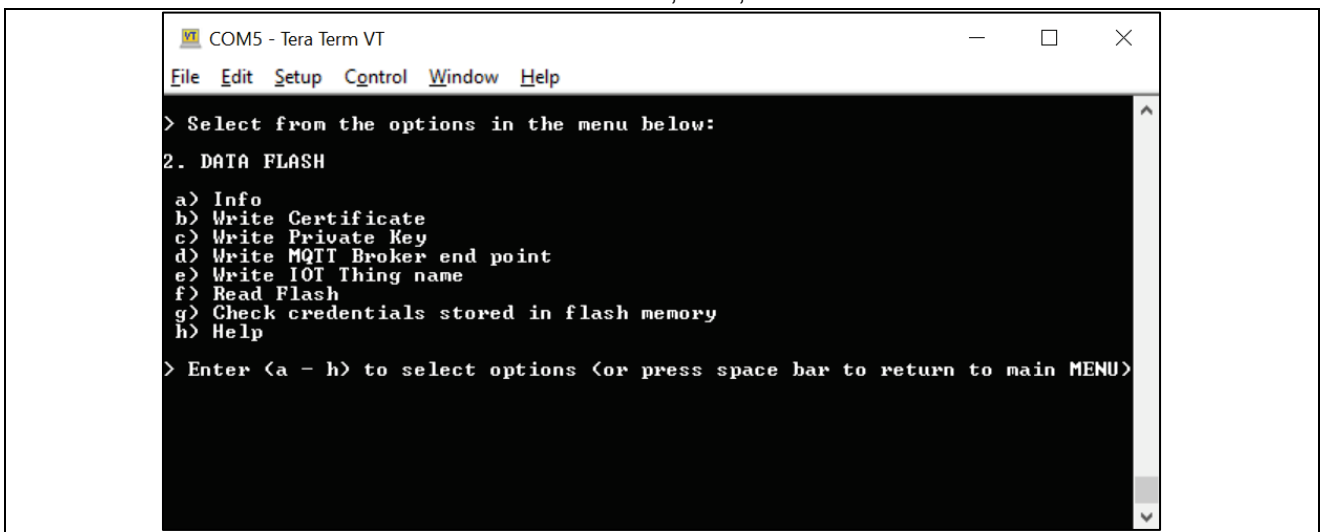 COM5 - Tera Term VT
File Edit Setup Control Window Help
> Select from the options in the menu below:
2. DATA FLASH
a) Info
b) Write Certificate
c) Write Private Key
d) Write MQTT Broker end point
e) Write IOT Thing name
f) Read Flash
g) Check credentials stored in flash memory
h) Help
> Enter (a - h) to select options (or press space bar to return to main MENU)